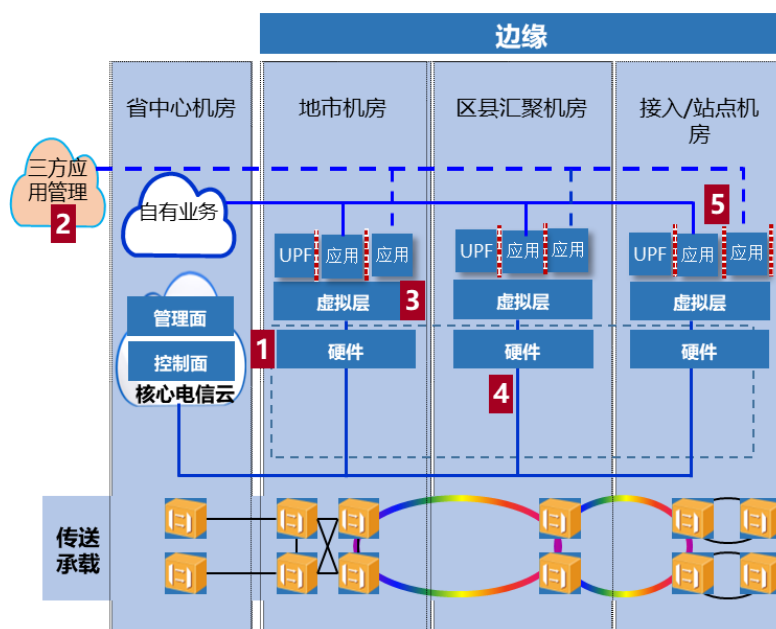 边缘
省中心机房
地市机房
区县汇聚机房
接入/站点机
房
三方应
用管理
2
自有业务
5
UPF
应用
应用
UPF
应用
应用
UPF
应用
应用
虚拟层
3
虚拟层
虚拟层
管理面
控制面
核心电信云
1
硬件
硬件
硬件
4
传送
承载